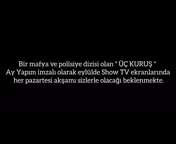 Bir mafya ve polisiye dizisi olan " ÜÇ KURUŞ "
Ay Yapım imzalı olarak eylülde Show TV ekranlarında
her pazartesi akşamı sizlerle olacağı beklenmekte.